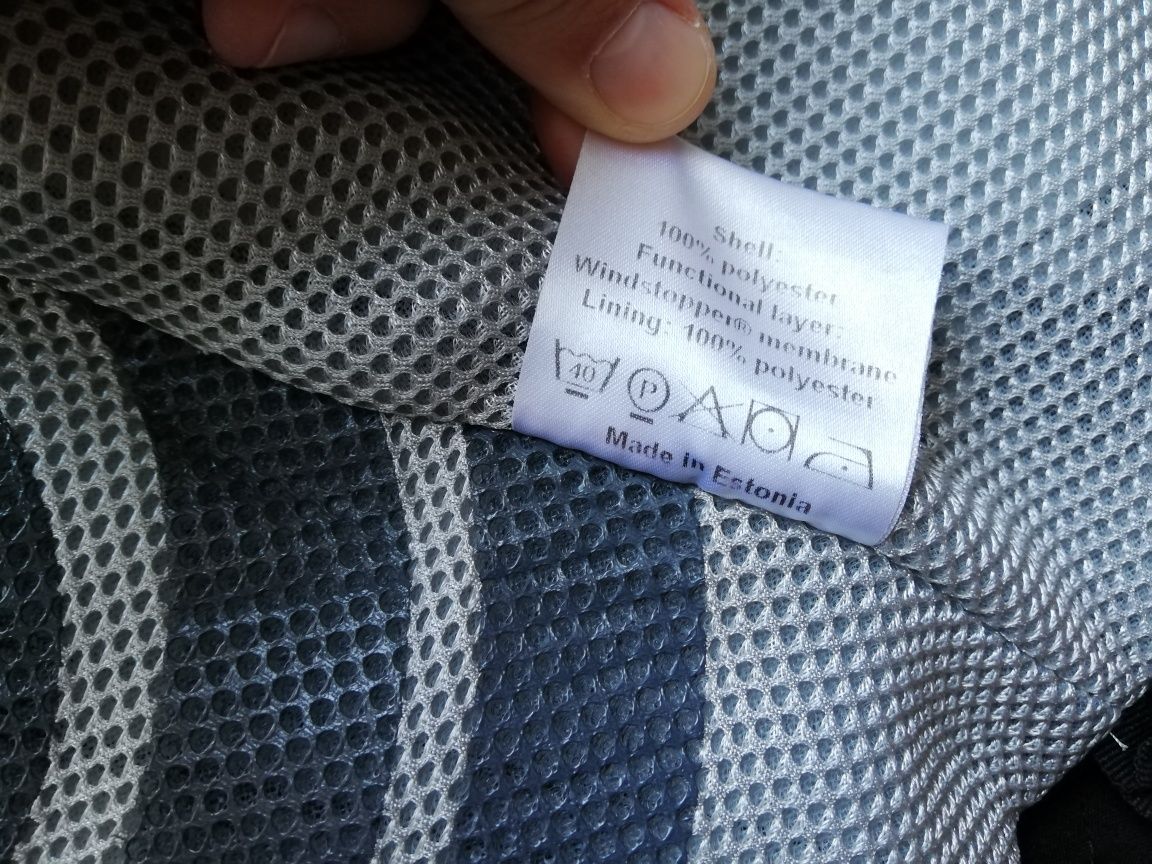 Shell:
100% polyester
Functional layer:
Windstopper® membrane
Lining: 100% polyester
40 P
Made in Estonia